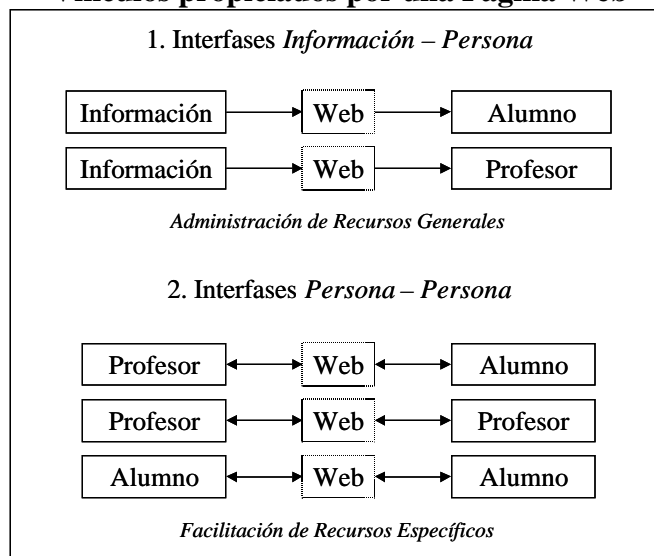 Vínculos propiciados por una Página Web
1. Interfases Información – Persona
Información Web Alumno
Información Web Profesor
Administración de Recursos Generales
2. Interfases Persona – Persona
Profesor Web Alumno
Profesor Web Profesor
Alumno Web Alumno
Facilitación de Recursos Específicos